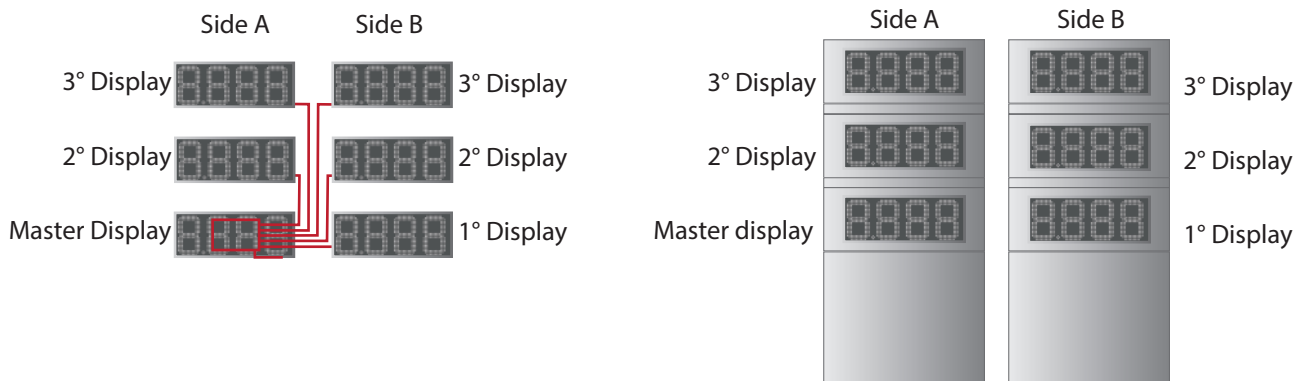 Side A Side B
3° Display 3° Display
2° Display 2° Display
Master Display 1° Display
Side A Side B
3° Display 3° Display
2° Display 2° Display
Master display 1° Display